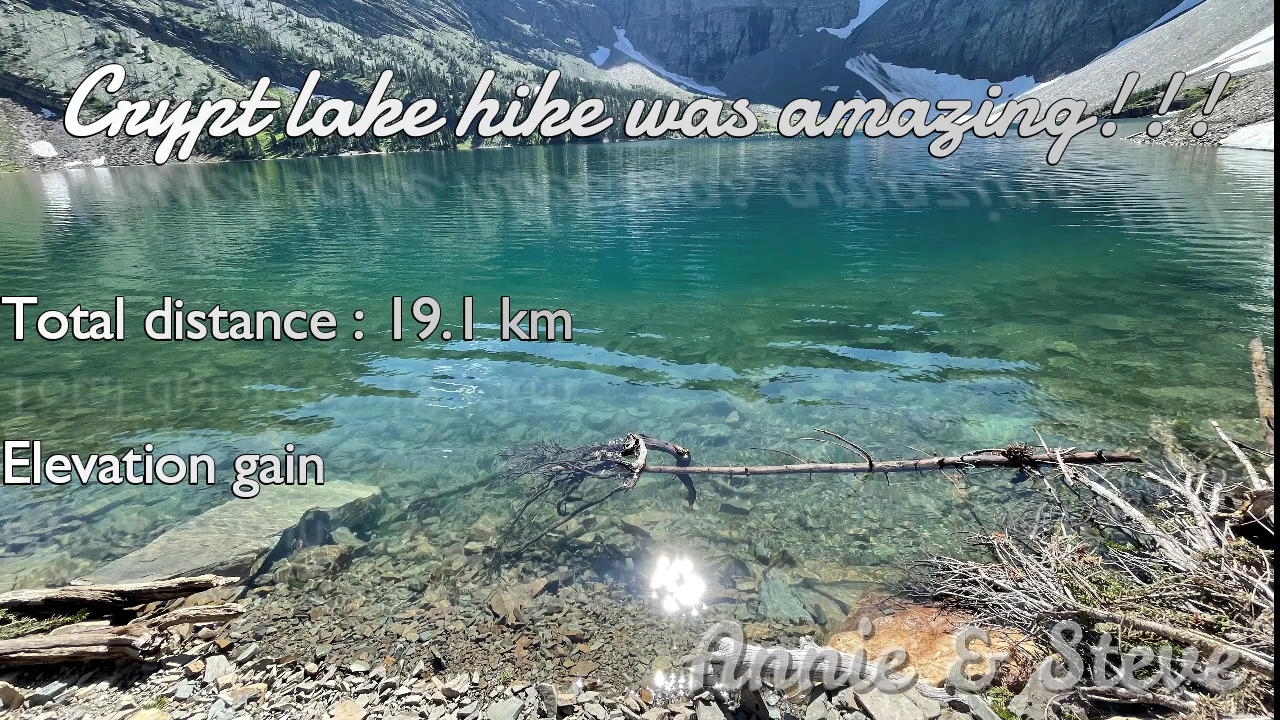 Crypt lake hike was amazing!!!
Total distance : 19.1 km
Elevation gain
Annie & Steve